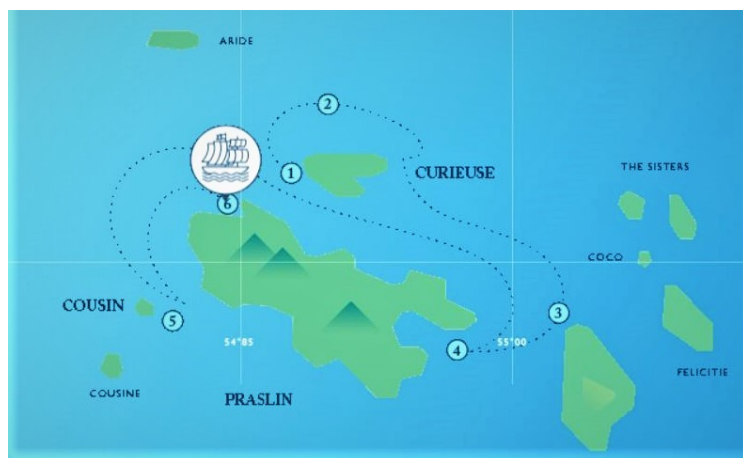 ARIDE
2
1
CURIEUSE
THE SISTERS
6
COCO
COUSIN
5
3
54°85
4
55°00
COUSINE
PRASLIN
FELICITIE